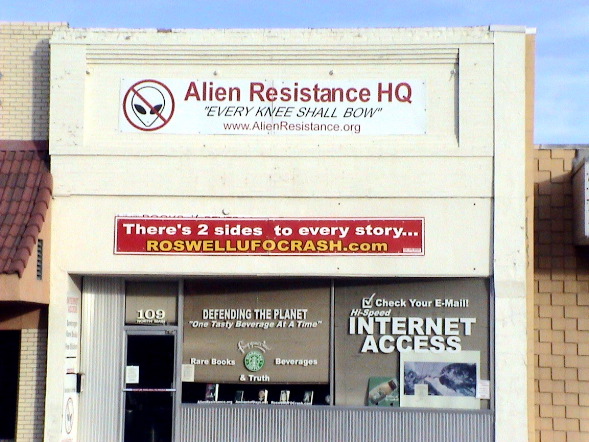 Alien Resistance HQ
"EVERY KNEE SHALL BOW"
www.AlienResistance.org
There's 2 sides to every story...
ROSWELLUFOCRASH.com
109
DEFENDING THE PLANET
"One Tasty Beverage At A Time"
Rare Books
Beverages
& Truth
Check Your E-Mail!
Hi-Speed
INTERNET
ACCESS